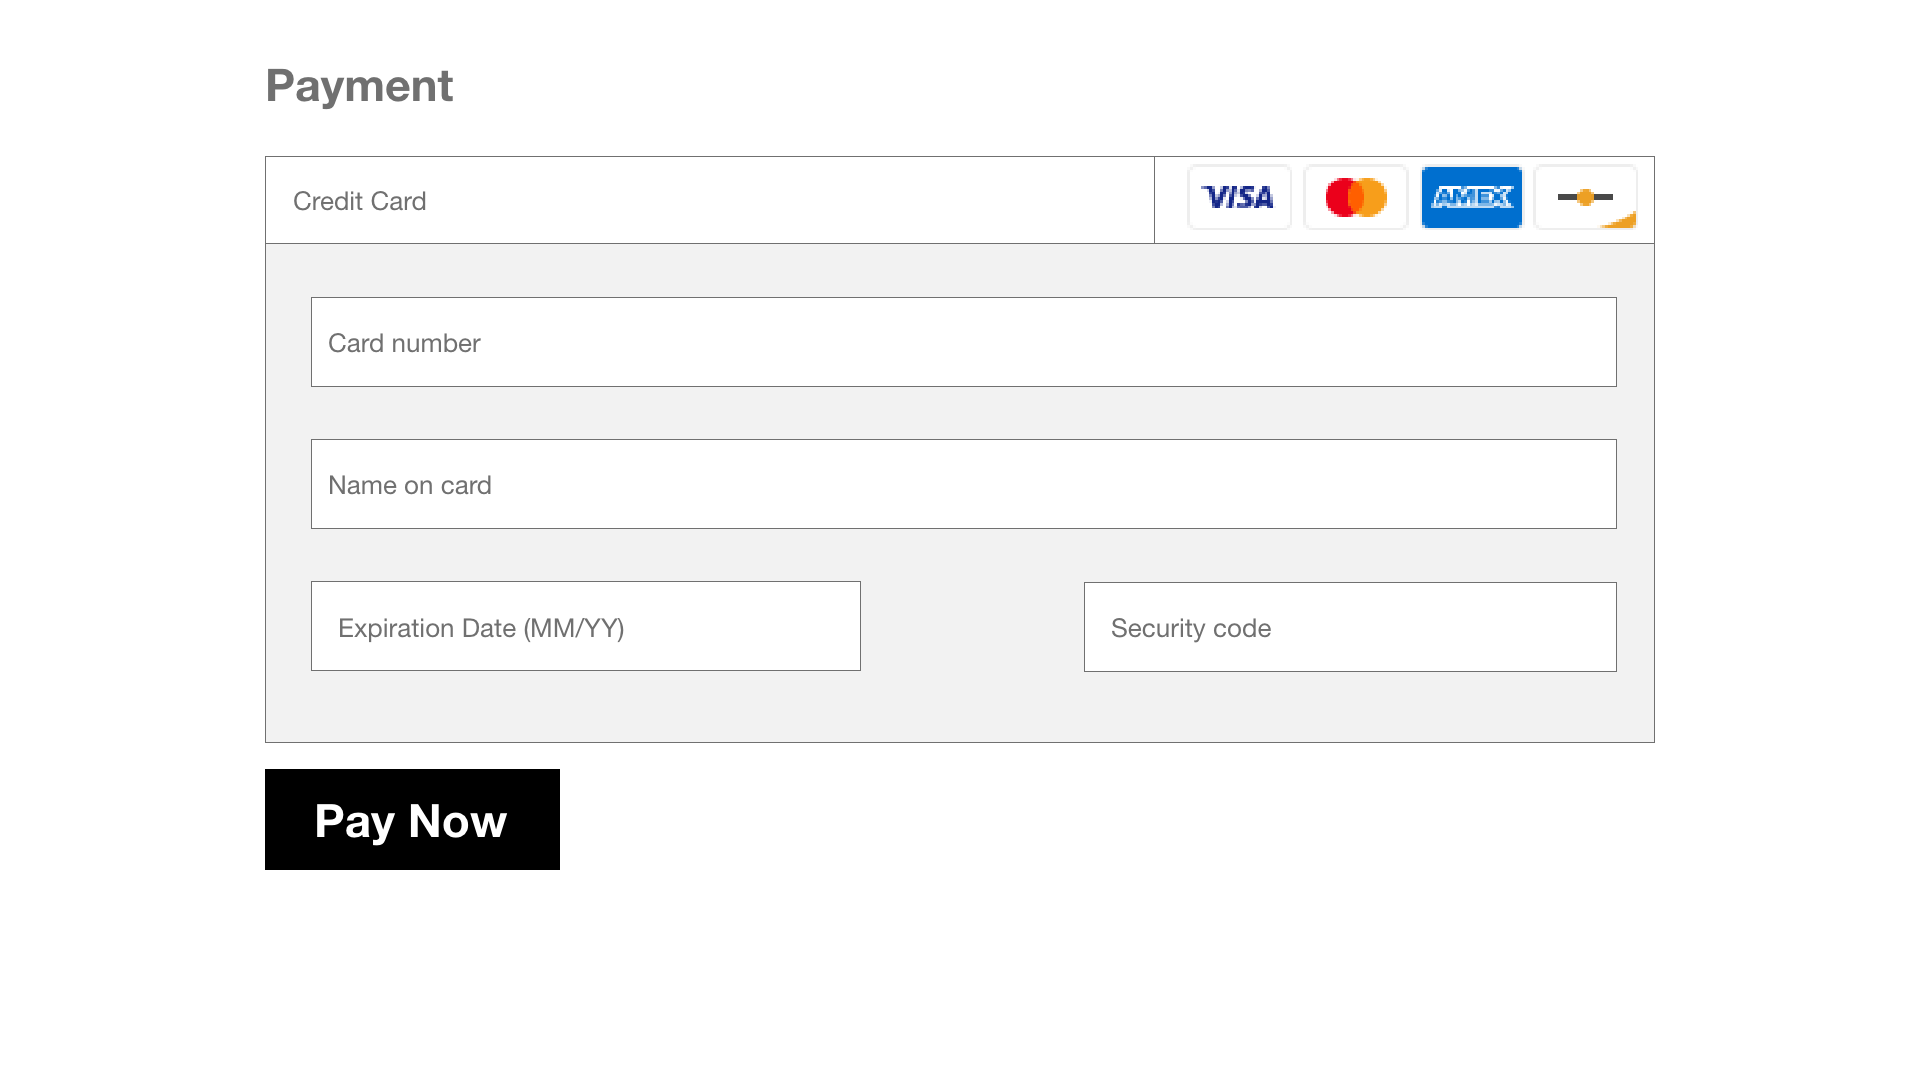 Payment
Credit Card
VISA
AMEX
Card number
Name on card
Expiration Date (MM/YY)
Security code
Pay Now